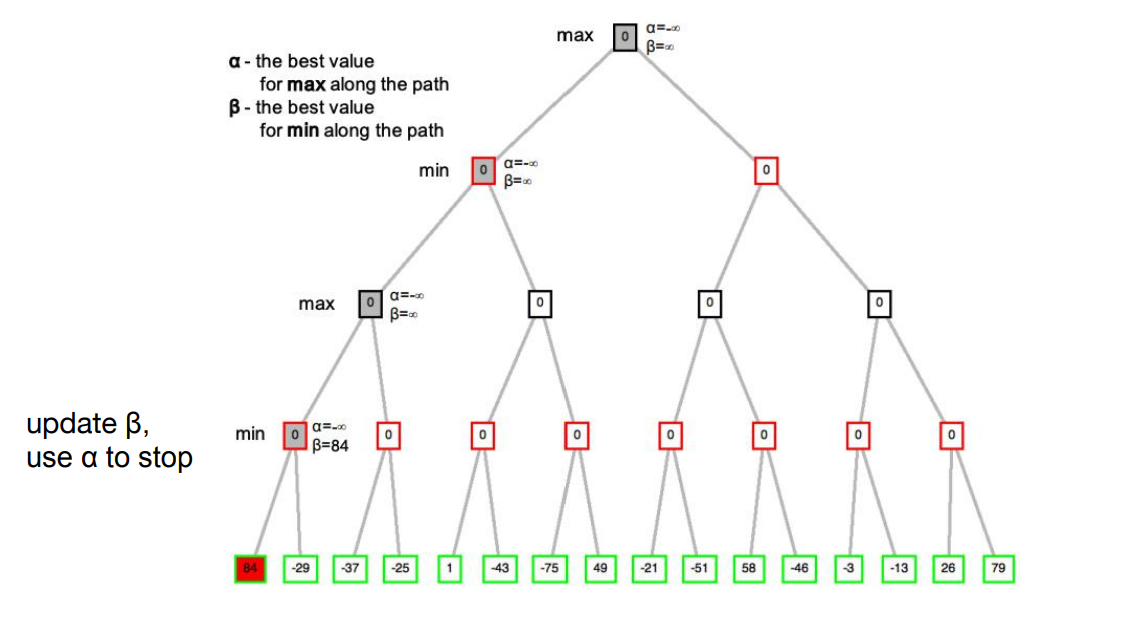 max 0 α=-∞
β=∞
α - the best value
for max along the path
β - the best value
for min along the path
min 0 α=-∞ 0
β=∞
max 0 α=-∞ 0 0 0
β=∞
update β,
use α to stop
min 0 α=-∞ 0 0 0 0 0 0 0
β=84
84 -29 -37 -25 1 -43 -75 49 -21 -51 58 -46 -3 -13 26 79